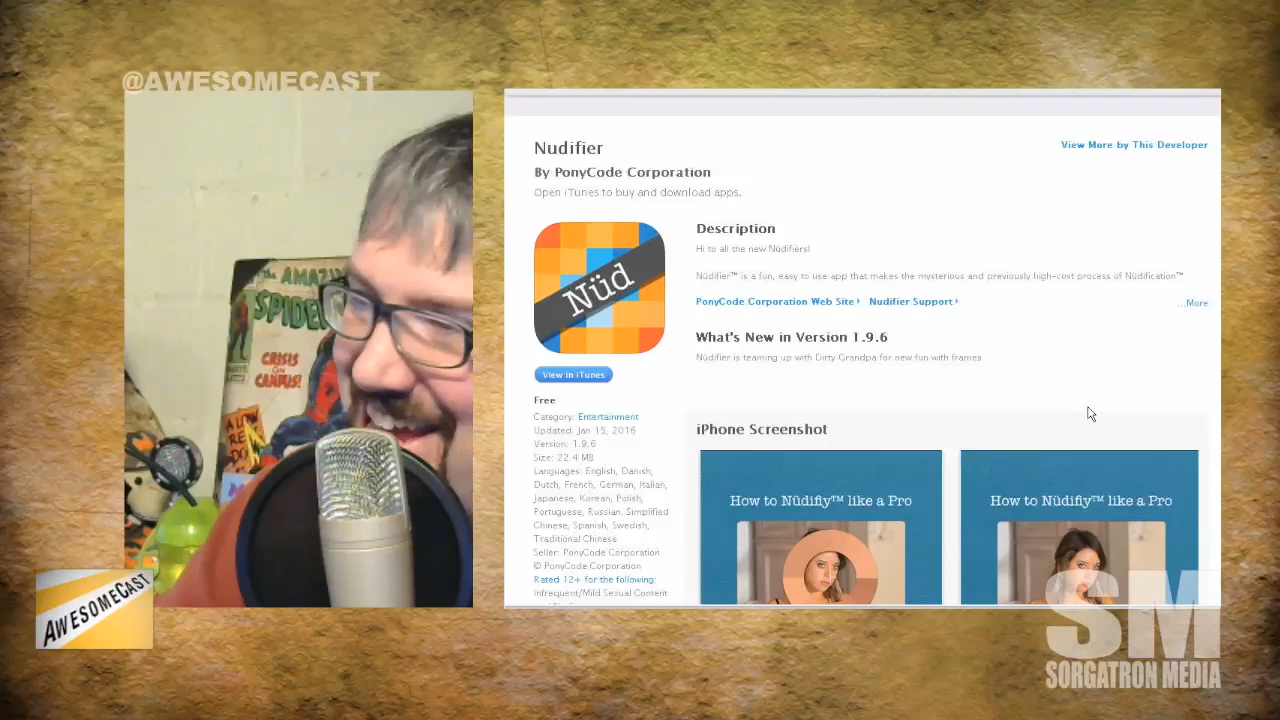 @AWESOMECAST
THE AMAZ
SPIDE
CRISIS
ON
CAMPUS!
AWESOMECAST
Nudifier
View More by This Developer
By PonyCode Corporation
Open iTunes to buy and download apps.
Nüd
View in iTunes
Free
Category: Entertainment
Updated: Jan 15, 2016
Version: 1.9.6
Size: 22.4 MB
Languages: English, Danish,
Dutch, French, German, Italian,
Japanese, Korean, Polish,
Portuguese, Russian, Simplified
Chinese, Spanish, Swedish,
Traditional Chinese
Seller: PonyCode Corporation
© PonyCode Corporation
Rated 12+ for the following:
Infrequent/Mild Sexual Content
Description
Hi to all the new Nüdifiers!
Nüdifier™ is a fun, easy to use app that makes the mysterious and previously high-cost process of Nüdification™
PonyCode Corporation Web Site Nudifier Support
...More
What's New in Version 1.9.6
Nüdifier is teaming up with Dirty Grandpa for new fun with frames
iPhone Screenshot
How to Nüdifiy™ like a Pro
How to Nüdifiy™ like a Pro
SM
SORGATRON MEDIA